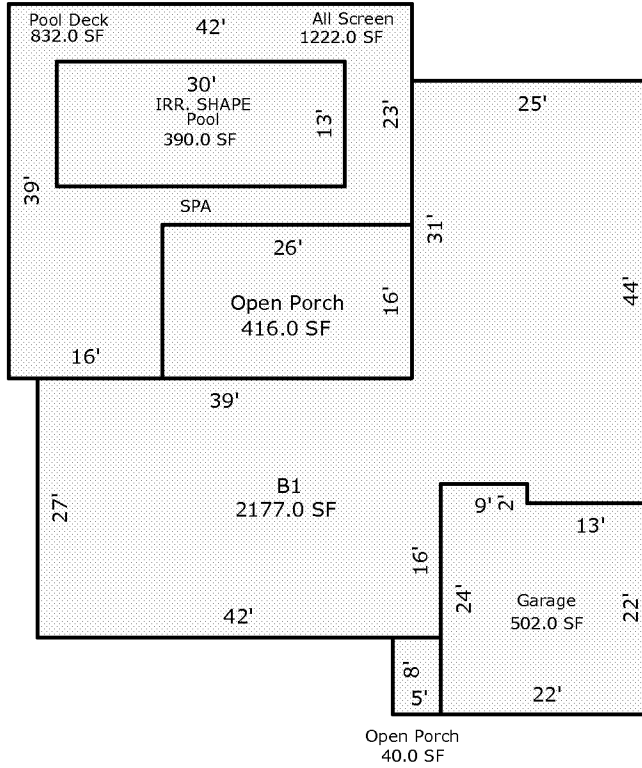 Pool Deck
832.0 SF
42'
All Screen
1222.0 SF
30'
IRR. SHAPE
Pool
390.0 SF
13'
23'
25'
39'
SPA
31'
26'
44'
Open Porch
416.0 SF
16'
16'
39'
B1
2177.0 SF
27'
9'
2'
13'
16'
24'
Garage
502.0 SF
22'
42'
8'
5'
22'
Open Porch
40.0 SF